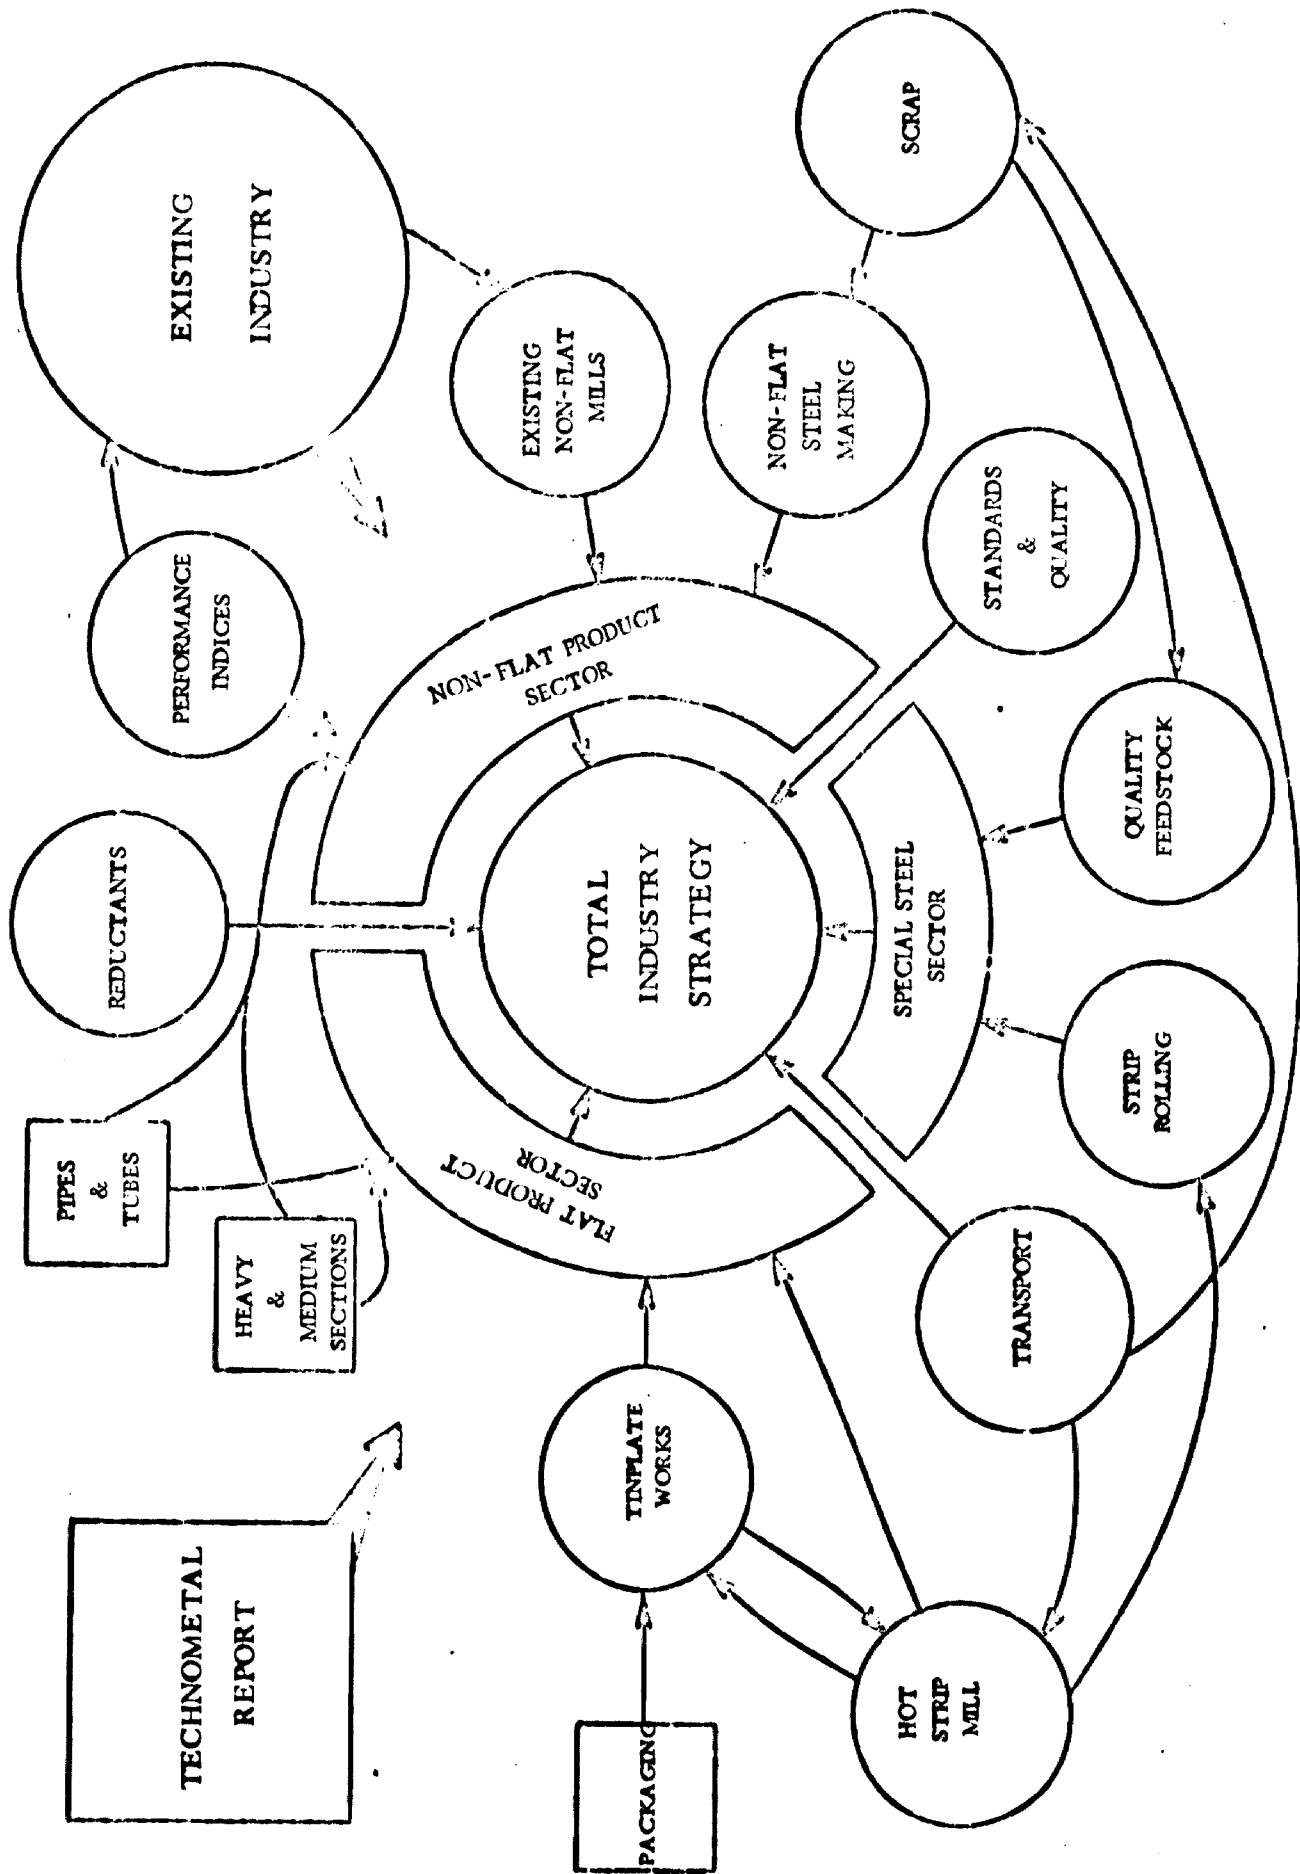 TECHNOMETAL
REPORT
PIPES
&
TUBES
HEAVY
&
MEDIUM
SECTIONS
REDUCTANTS
PERFORMANCE
INDICES
EXISTING
INDUSTRY
EXISTING
NON-FLAT
MILLS
NON-FLAT PRODUCT
SECTOR
FLAT PRODUCT
SECTOR
TOTAL
INDUSTRY
STRATEGY
PACKAGING
TINPLATE
WORKS
NON-FLAT
STEEL
MAKING
SCRAP
SPECIAL STEEL
SECTOR
STANDARDS
&
QUALITY
HOT
STRIP
MILL
TRANSPORT
STRIP
ROLLING
QUALITY
FEEDSTOCK